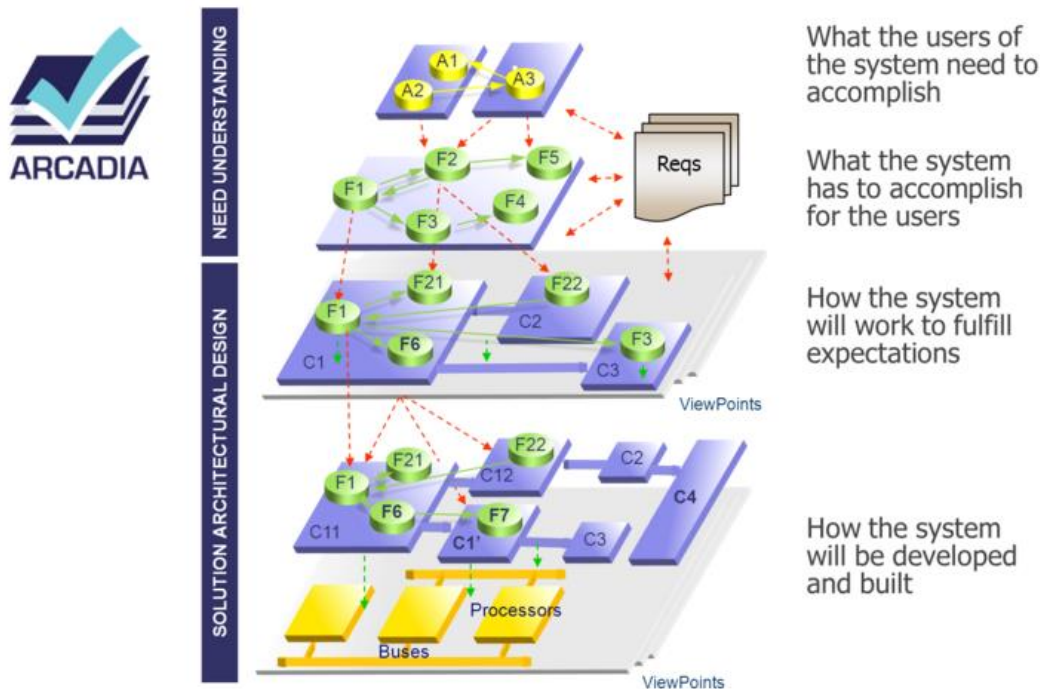 ARCADIA
NEED UNDERSTANDING
A1
A2
A3
What the users of
the system need to
accomplish
F1
F2
F5
F3
F4
Reqs
What the system
has to accomplish
for the users
SOLUTION ARCHITECTURAL DESIGN
F21
F22
F1
F6
F3
C1
C2
C3
ViewPoints
How the system
will work to fulfill
expectations
F21
F22
F1
F6
F7
C11
C12
C1'
C2
C3
C4
Processors
Buses
ViewPoints
How the system
will be developed
and built